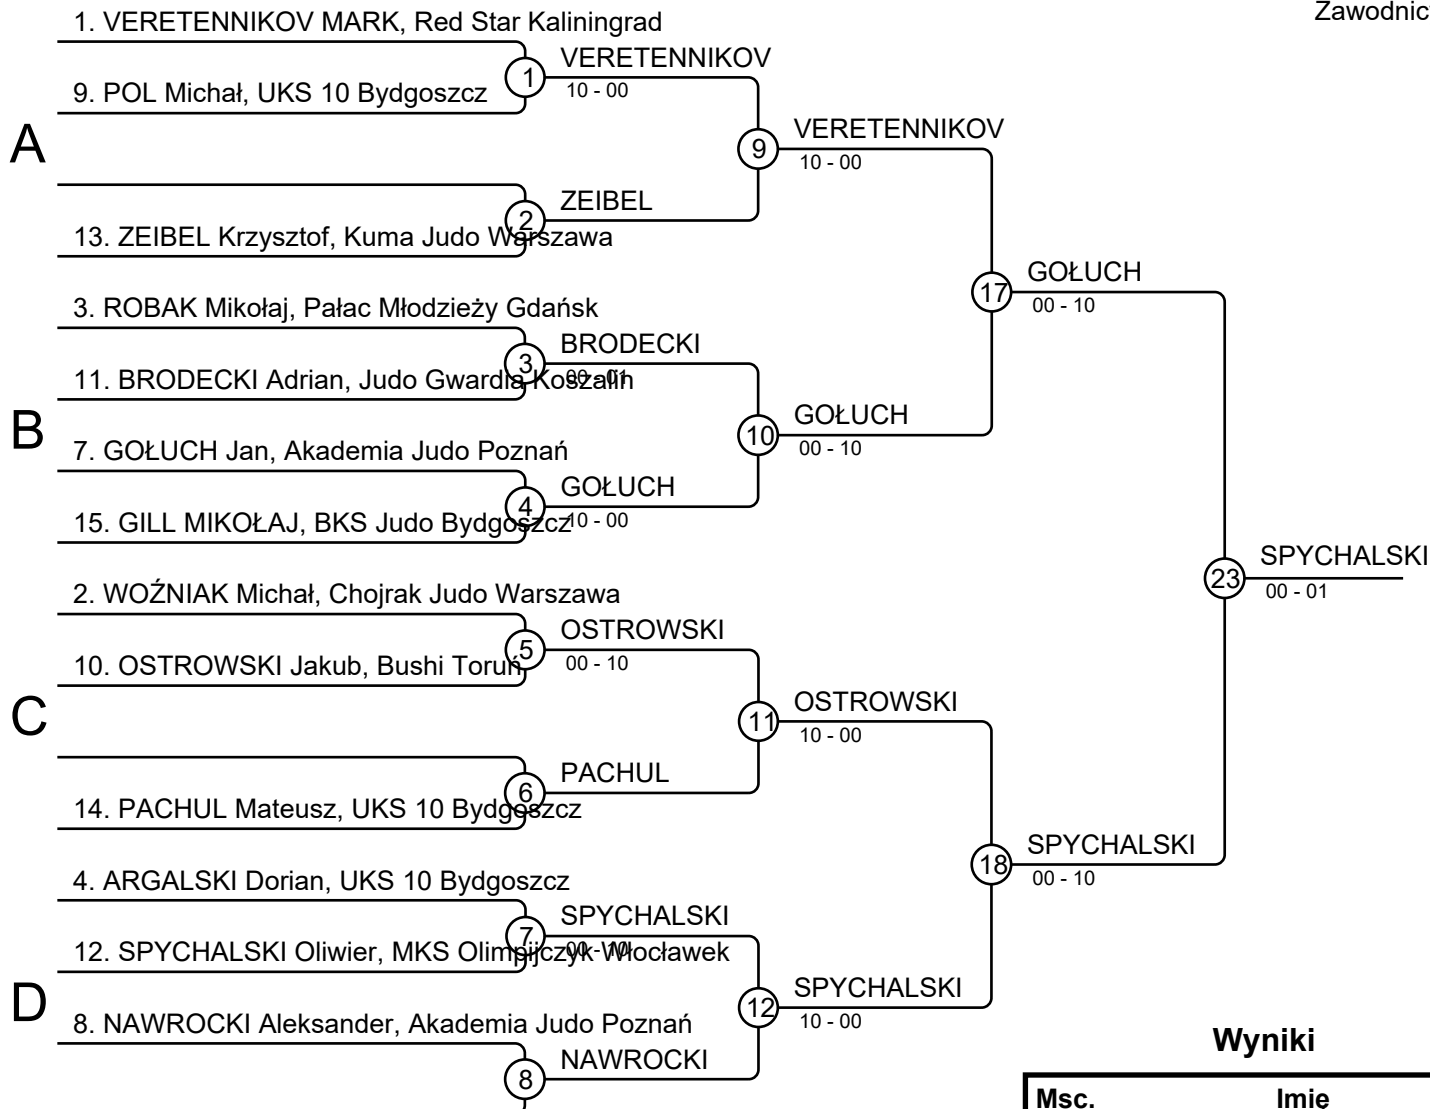 1. VERETENNIKOV MARK, Red Star Kaliningrad
9. POL Michał, UKS 10 Bydgoszcz
A
13. ZEIBEL Krzysztof, Kuma Judo Warszawa
3. ROBAK Mikołaj, Pałac Młodzieży Gdańsk
11. BRODECKI Adrian, Judo Gwardia Koszalin
B
7. GOŁUCH Jan, Akademia Judo Poznań
15. GILL MIKOŁAJ, BKS Judo Bydgoszcz
2. WOŹNIAK Michał, Chojrak Judo Warszawa
10. OSTROWSKI Jakub, Bushi Toruń
C
14. PACHUL Mateusz, UKS 10 Bydgoszcz
4. ARGALSKI Dorian, UKS 10 Bydgoszcz
12. SPYCHALSKI Oliwier, MKS Olimpijczyk Włocławek
D
8. NAWROCKI Aleksander, Akademia Judo Poznań
1
VERETENNIKOV
10 - 00
2
ZEIBEL
3
BRODECKI
00 - 01
4
GOŁUCH
10 - 00
5
OSTROWSKI
00 - 10
6
PACHUL
7
SPYCHALSKI
00 - 10
8
NAWROCKI
9
VERETENNIKOV
10 - 00
10
GOŁUCH
00 - 10
11
OSTROWSKI
10 - 00
12
SPYCHALSKI
10 - 00
17
GOŁUCH
00 - 10
18
SPYCHALSKI
00 - 10
23
SPYCHALSKI
00 - 01
Wyniki
Msc. Imie